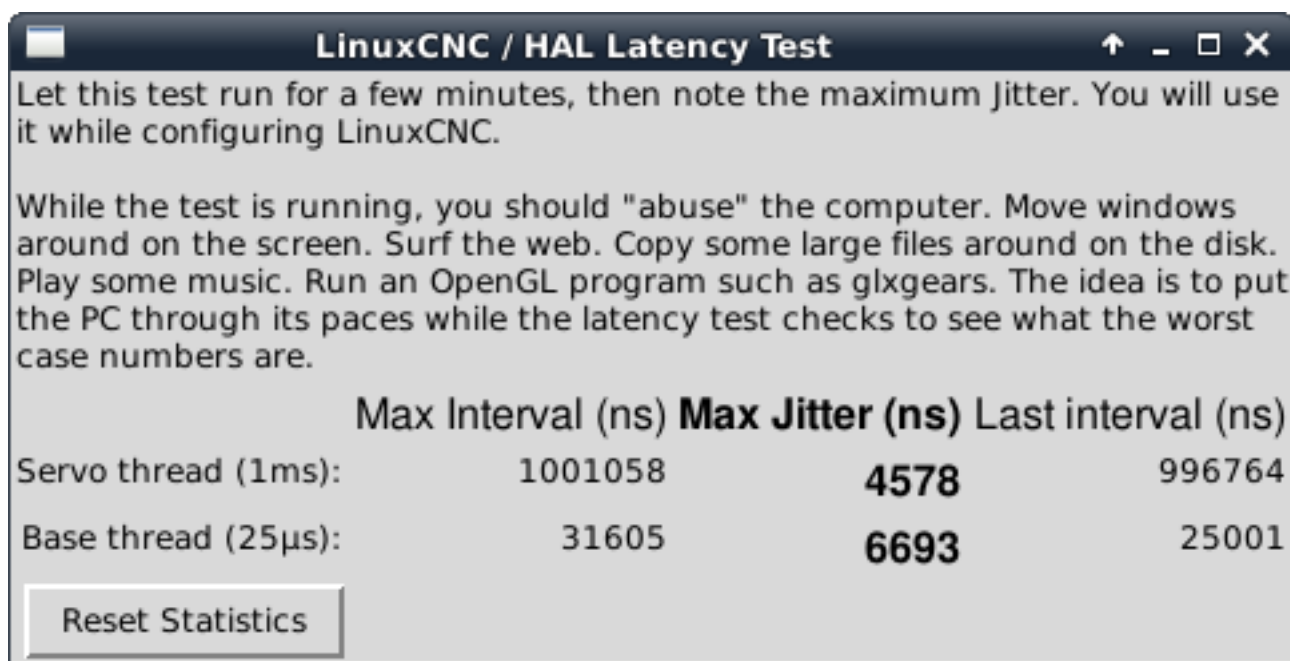 LinuxCNC / HAL Latency Test
Let this test run for a few minutes, then note the maximum Jitter. You will use
it while configuring LinuxCNC.
While the test is running, you should "abuse" the computer. Move windows
around on the screen. Surf the web. Copy some large files around on the disk.
Play some music. Run an OpenGL program such as glxgears. The idea is to put
the PC through its paces while the latency test checks to see what the worst
case numbers are.
Max Interval (ns) Max Jitter (ns) Last interval (ns)
Servo thread (1ms): 1001058 4578 996764
Base thread (25µs): 31605 6693 25001
Reset Statistics